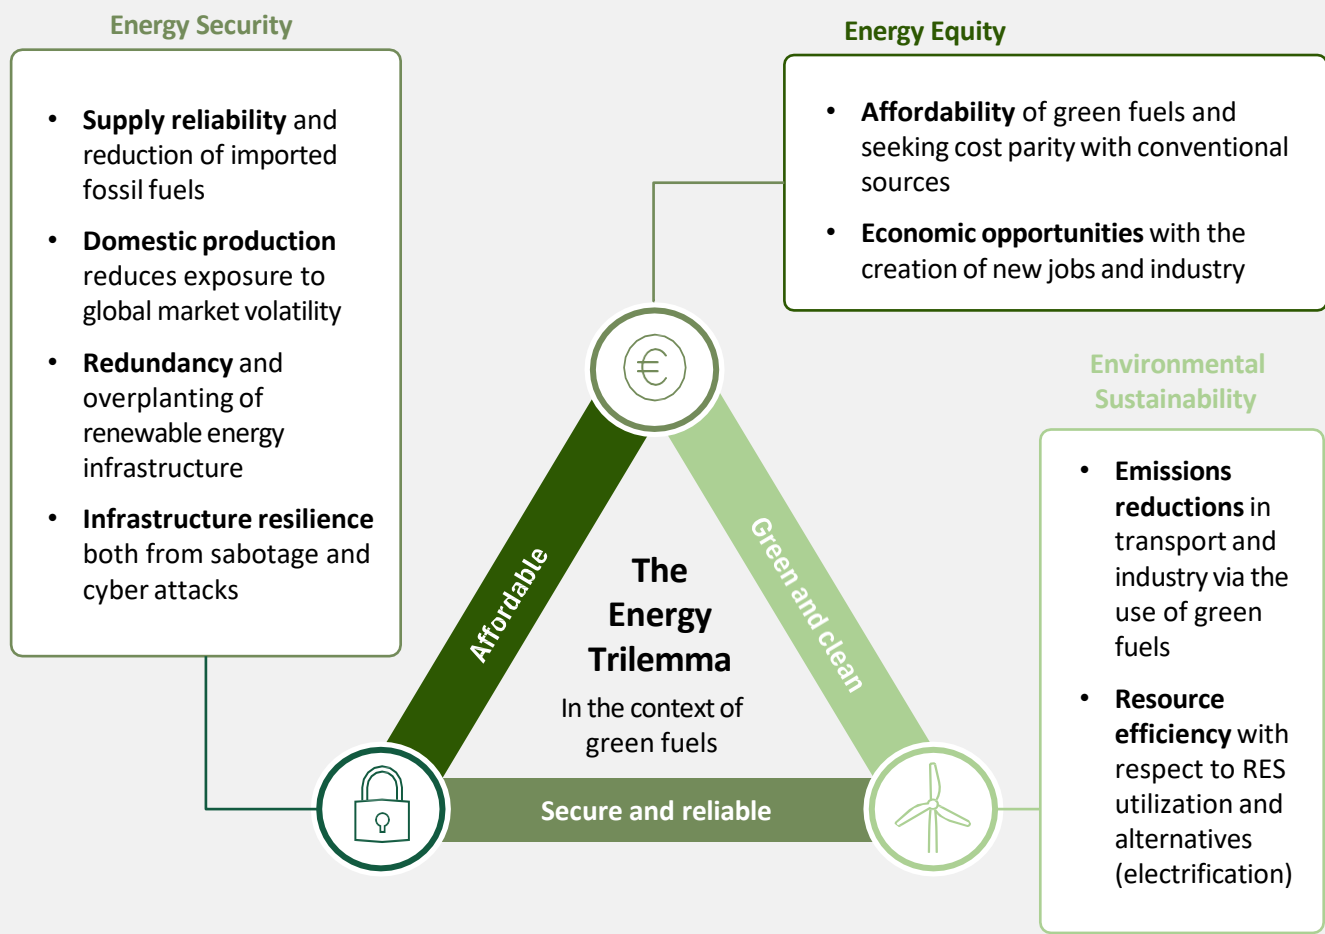 Energy Security
• Supply reliability and
reduction of imported
fossil fuels
• Domestic production
reduces exposure to
global market volatility
• Redundancy and
overplanting of
renewable energy
infrastructure
• Infrastructure resilience
both from sabotage and
cyber attacks
Energy Equity
• Affordability of green fuels and
seeking cost parity with conventional
sources
• Economic opportunities with the
creation of new jobs and industry
Environmental
Sustainability
• Emissions
reductions in
transport and
industry via the
use of green
fuels
• Resource
efficiency with
respect to RES
utilization and
alternatives
(electrification)
€
Affordable
Green and clean
The
Energy
Trilemma
In the context of
green fuels
Secure and reliable